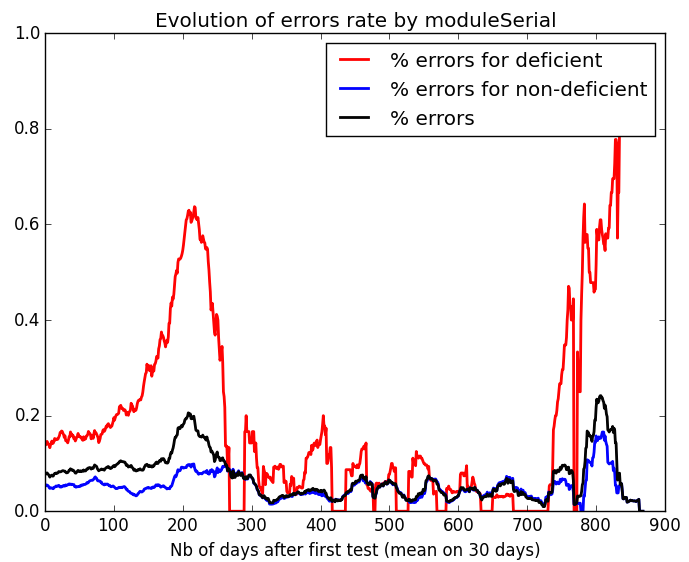 Evolution of errors rate by moduleSerial
1.0
0.8
0.6
0.4
0.2
0.0
% errors for deficient
% errors for non-deficient
% errors
0 100 200 300 400 500 600 700 800 900
Nb of days after first test (mean on 30 days)